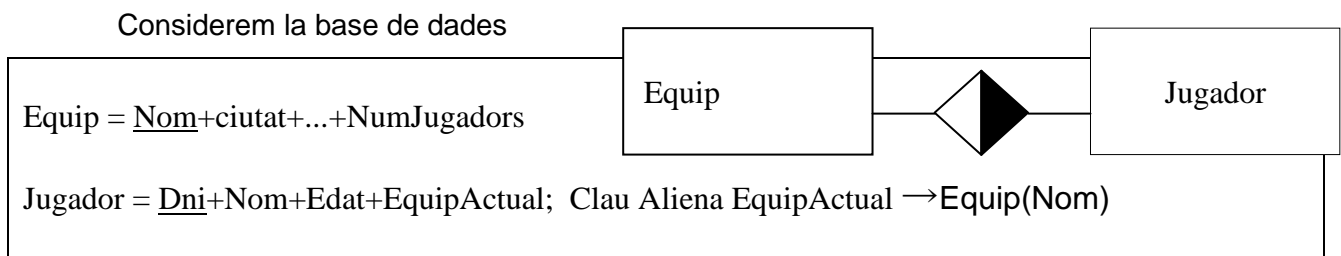 Considerem la base de dades
Equip
Jugador
Equip = Nom+ciutat+...+NumJugadors
Jugador = Dni+Nom+Edat+EquipActual; Clau Aliena EquipActual →Equip(Nom)